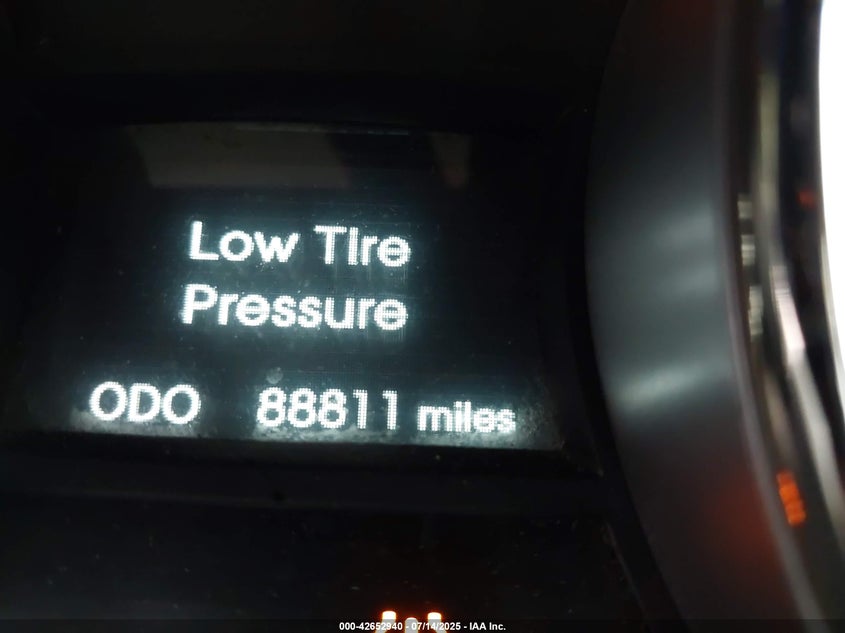 Low Tire
Pressure
ODO 88811 miles
000-42652940 - 07/14/2025 - IAA Inc.